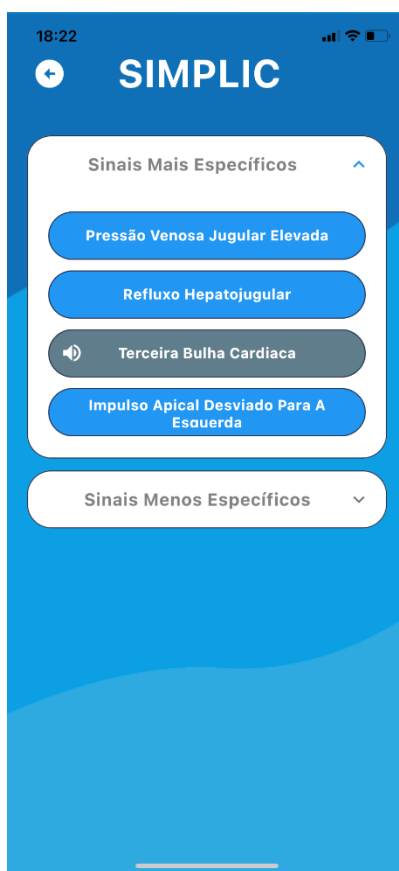 18:22
SIMPLIC
Sinais Mais Específicos
Pressão Venosa Jugular Elevada
Refluxo Hepatojugular
Terceira Bulha Cardiaca
Impulso Apical Desviado Para A
Esquerda
Sinais Menos Específicos